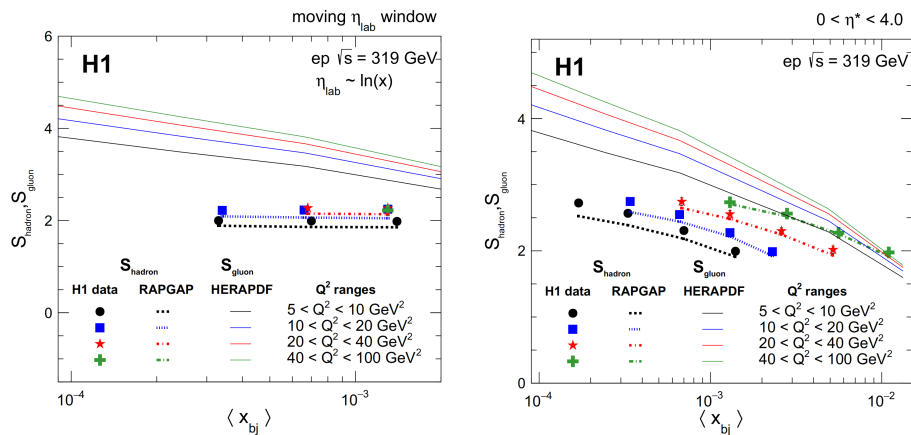 moving η_lab window
H1
ep √s = 319 GeV
η_lab ~ ln(x)
S_hadron, S_gluon
6
4
2
0
S_hadron S_gluon
H1 data RAPGAP HERAPDF Q² ranges
5 < Q² < 10 GeV²
10 < Q² < 20 GeV²
20 < Q² < 40 GeV²
40 < Q² < 100 GeV²
10⁻⁴ 10⁻³
⟨ x_bj ⟩
0 < η* < 4.0
H1
ep √s = 319 GeV
S_hadron, S_gluon
4
2
0
S_hadron S_gluon
H1 data RAPGAP HERAPDF Q² ranges
5 < Q² < 10 GeV²
10 < Q² < 20 GeV²
20 < Q² < 40 GeV²
40 < Q² < 100 GeV²
10⁻⁴ 10⁻³ 10⁻²
⟨ x_bj ⟩